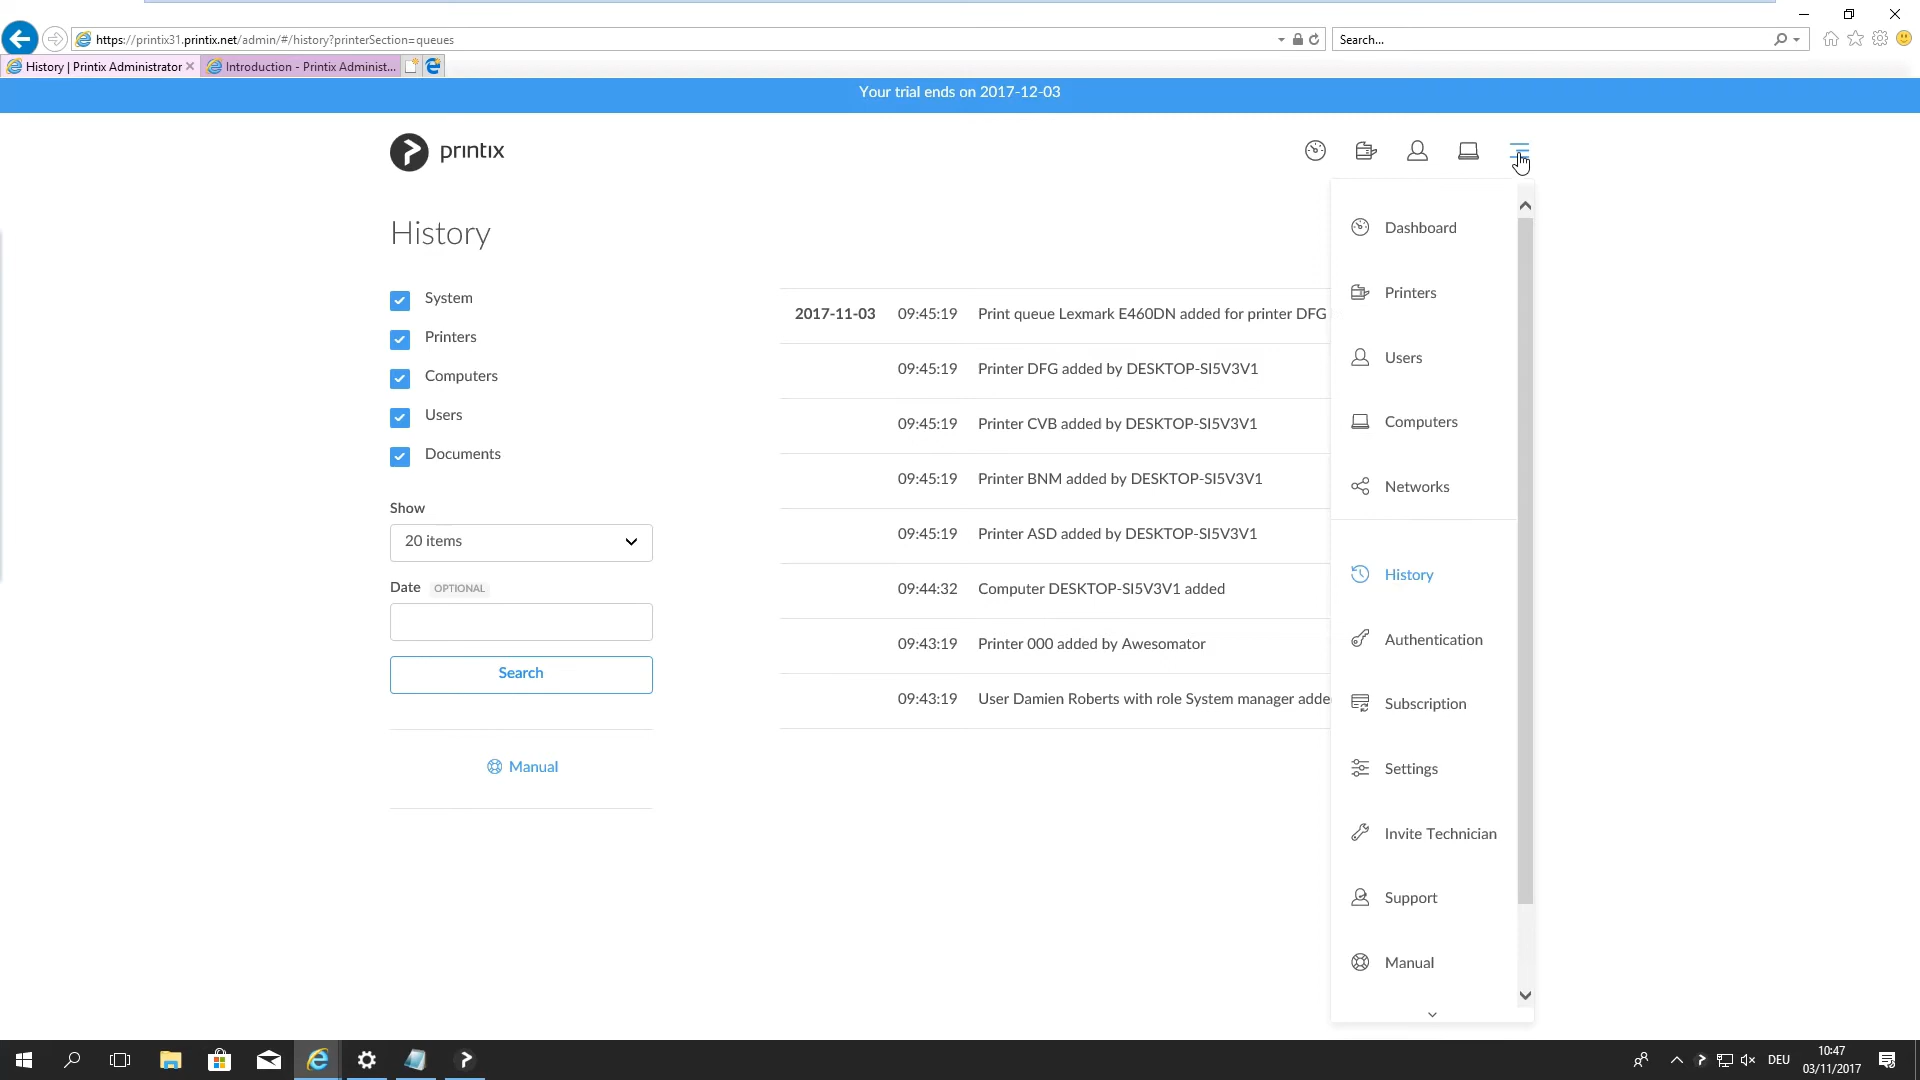 https://printix31.printix.net/admin/#/history?printerSection=queues
Search...
History | Printix Administrator
Introduction - Printix Administ...
Your trial ends on 2017-12-03
printix
History
System
Printers
Computers
Users
Documents
Show
20 items
Date OPTIONAL
Search
Manual
2017-11-03 09:45:19 Print queue Lexmark E460DN added for printer DFG
09:45:19 Printer DFG added by DESKTOP-SI5V3V1
09:45:19 Printer CVB added by DESKTOP-SI5V3V1
09:45:19 Printer BNM added by DESKTOP-SI5V3V1
09:45:19 Printer ASD added by DESKTOP-SI5V3V1
09:44:32 Computer DESKTOP-SI5V3V1 added
09:43:19 Printer 000 added by Awesomator
09:43:19 User Damien Roberts with role System manager adde
Dashboard
Printers
Users
Computers
Networks
History
Authentication
Subscription
Settings
Invite Technician
Support
Manual
DEU
10:47
03/11/2017